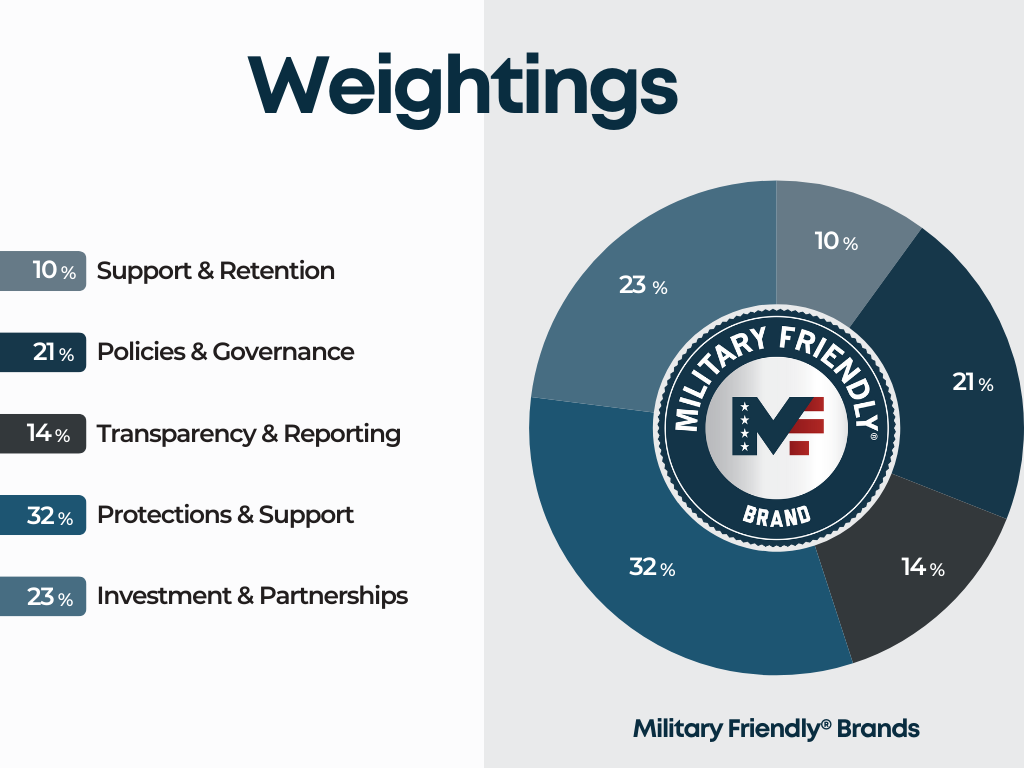 Weightings
10 % Support & Retention
21 % Policies & Governance
14 % Transparency & Reporting
32 % Protections & Support
23 % Investment & Partnerships
10 %
23 %
21 %
14 %
32 %
MILITARY FRIENDLY®
MF
BRAND
Military Friendly® Brands